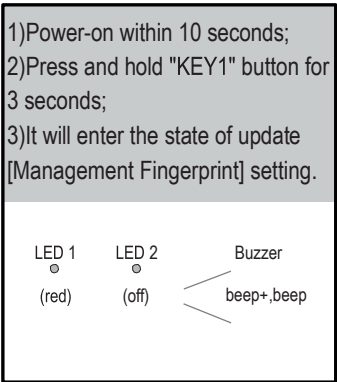 1)Power-on within 10 seconds;
2)Press and hold "KEY1" button for
3 seconds;
3)It will enter the state of update
[Management Fingerprint] setting.
LED 1 LED 2 Buzzer
(red) (off) beep+,beep